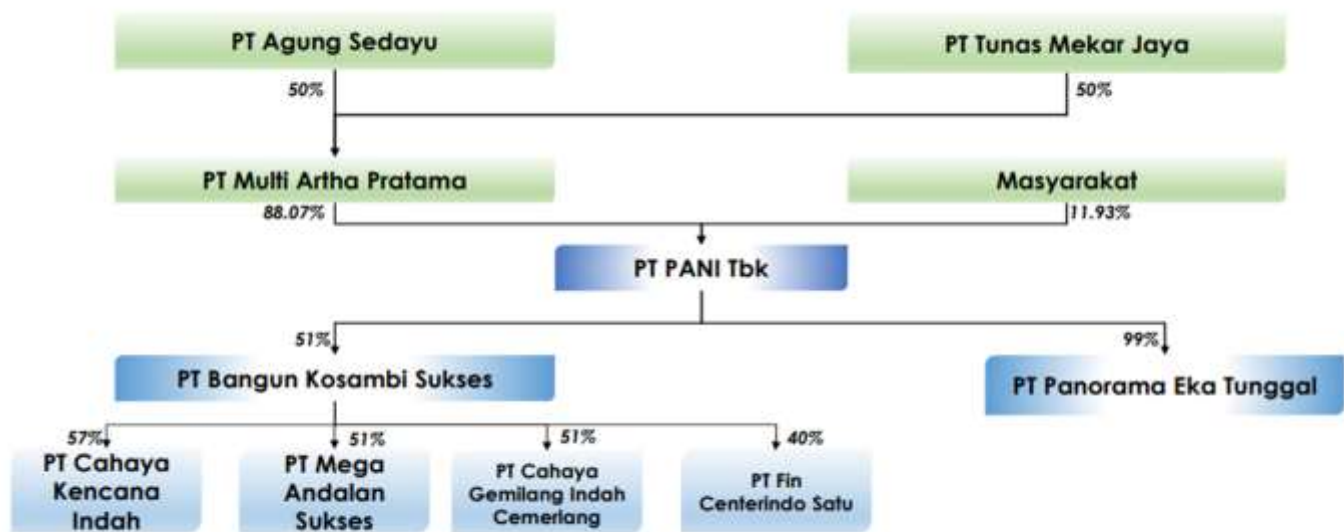 PT Agung Sedayu
PT Tunas Mekar Jaya
50%
50%
PT Multi Artha Pratama
Masyarakat
88.07%
11.93%
PT PANI Tbk
51%
99%
PT Bangun Kosambi Sukses
PT Panorama Eka Tunggal
57%
51%
51%
40%
PT Cahaya
Kencana
Indah
PT Mega
Andalan
Sukses
PT Cahaya
Gemilang Indah
Cemerlang
PT Fin
Centerindo Satu